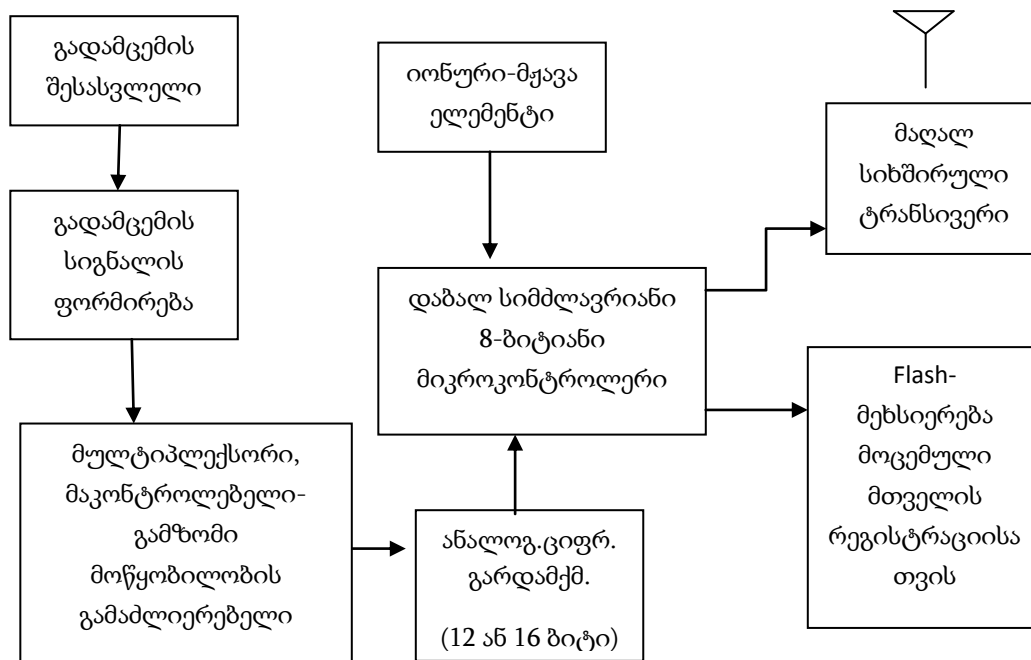 გადამცემის
შესასვლელი
გადამცემის
სიგნალის
ფორმირება
მულტიპლექსორი,
მაკონტროლებელი-
გამზომი
მოწყობილობის
გამაძლიერებელი
იონური-მჟავა
ელემენტი
დაბალ სიმძლავრიანი
8-ბიტიანი
მიკროკონტროლერი
ანალოგ.ციფრ.
გარდამქმ.
(12 ან 16 ბიტი)
მაღალ
სიხშირული
ტრანსივერი
Flash-
მეხსიერება
მოცემული
მთველის
რეგისტრაციისა
თვის